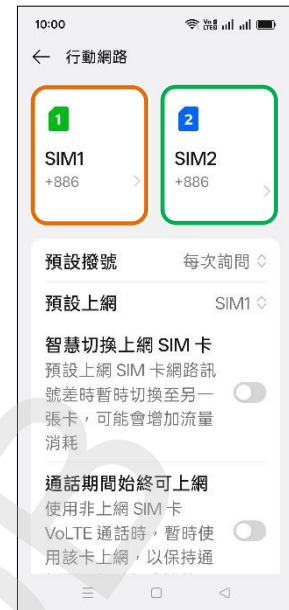 10:00
← 行動網路
1 2
SIM1 SIM2
+886 +886
預設撥號 每次詢問
預設上網 SIM1
智慧切換上網 SIM 卡
預設上網 SIM 卡網路訊
號差時暫時切換至另一
張卡,可能會增加流量
消耗
通話期間始終可上網
使用非上網 SIM 卡
VoLTE 通話時,暫時使
用該卡上網,以保持通